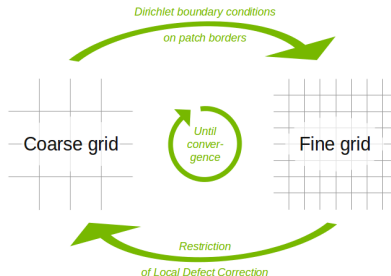 Dirichlet boundary conditions
on patch borders
Coarse grid
Until
conver-
gence
Fine grid
Restriction
of Local Defect Correction